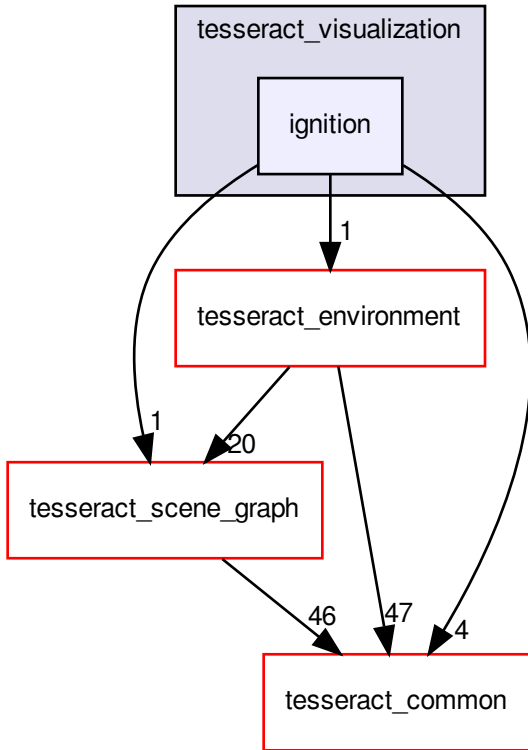 tesseract_visualization
ignition
1
tesseract_environment
1
20
tesseract_scene_graph
46
47
4
tesseract_common